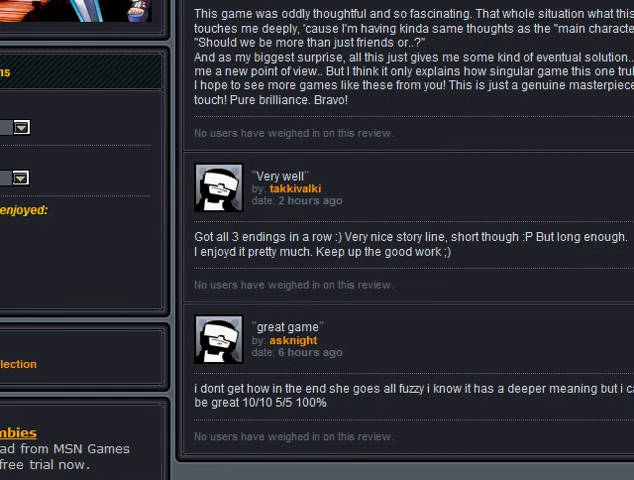 This game was oddly thoughtful and so fascinating. That whole situation what this
touches me deeply, 'cause I'm having kinda same thoughts as the "main characte
"Should we be more than just friends or..?"
And as my biggest surprise, all this just gives me some kind of eventual solution..
me a new point of view.. But I think it only explains how singular game this one tru
I hope to see more games like these from you! This is just a genuine masterpiece
touch! Pure brilliance. Bravo!
No users have weighed in on this review.
"Very well"
by: takkivalki
date: 2 hours ago
Got all 3 endings in a row :) Very nice story line, short though :P But long enough.
I enjoyd it pretty much. Keep up the good work ;)
No users have weighed in on this review.
"great game"
by: asknight
date: 6 hours ago
i dont get how in the end she goes all fuzzy i know it has a deeper meaning but i ca
be great 10/10 5/5 100%
No users have weighed in on this review.
ns
enjoyed:
llection
mbies
ad from MSN Games
free trial now.